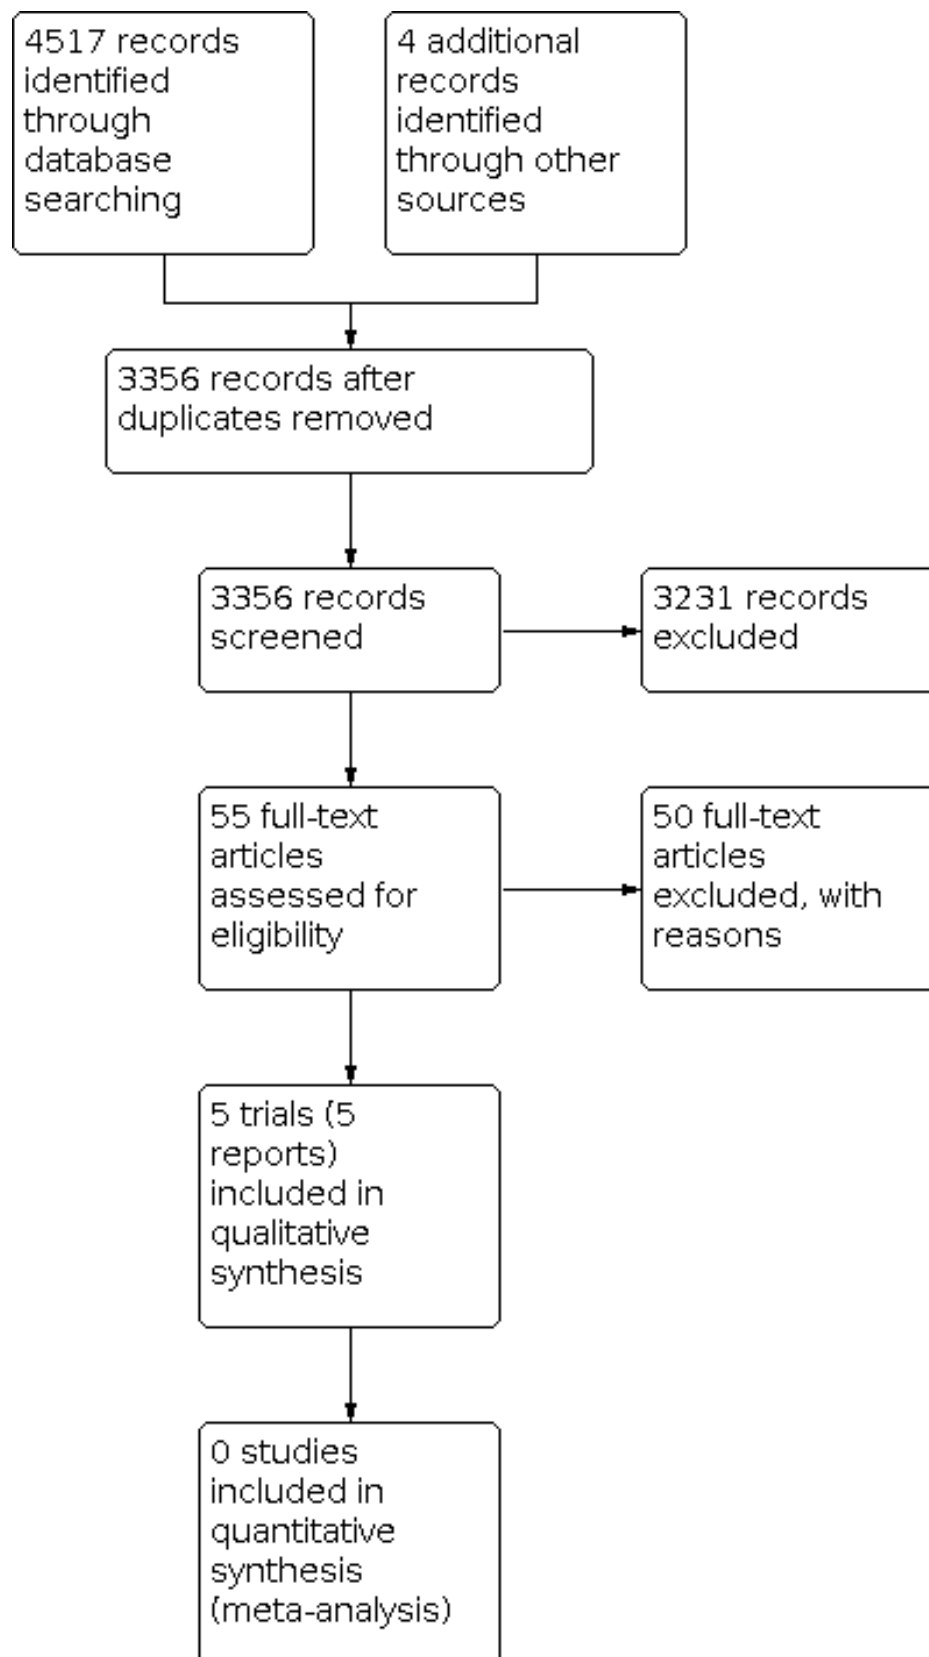 4517 records
identified
through
database
searching
4 additional
records
identified
through other
sources
3356 records after
duplicates removed
3356 records
screened
3231 records
excluded
55 full-text
articles
assessed for
eligibility
50 full-text
articles
excluded, with
reasons
5 trials (5
reports)
included in
qualitative
synthesis
0 studies
included in
quantitative
synthesis
(meta-analysis)